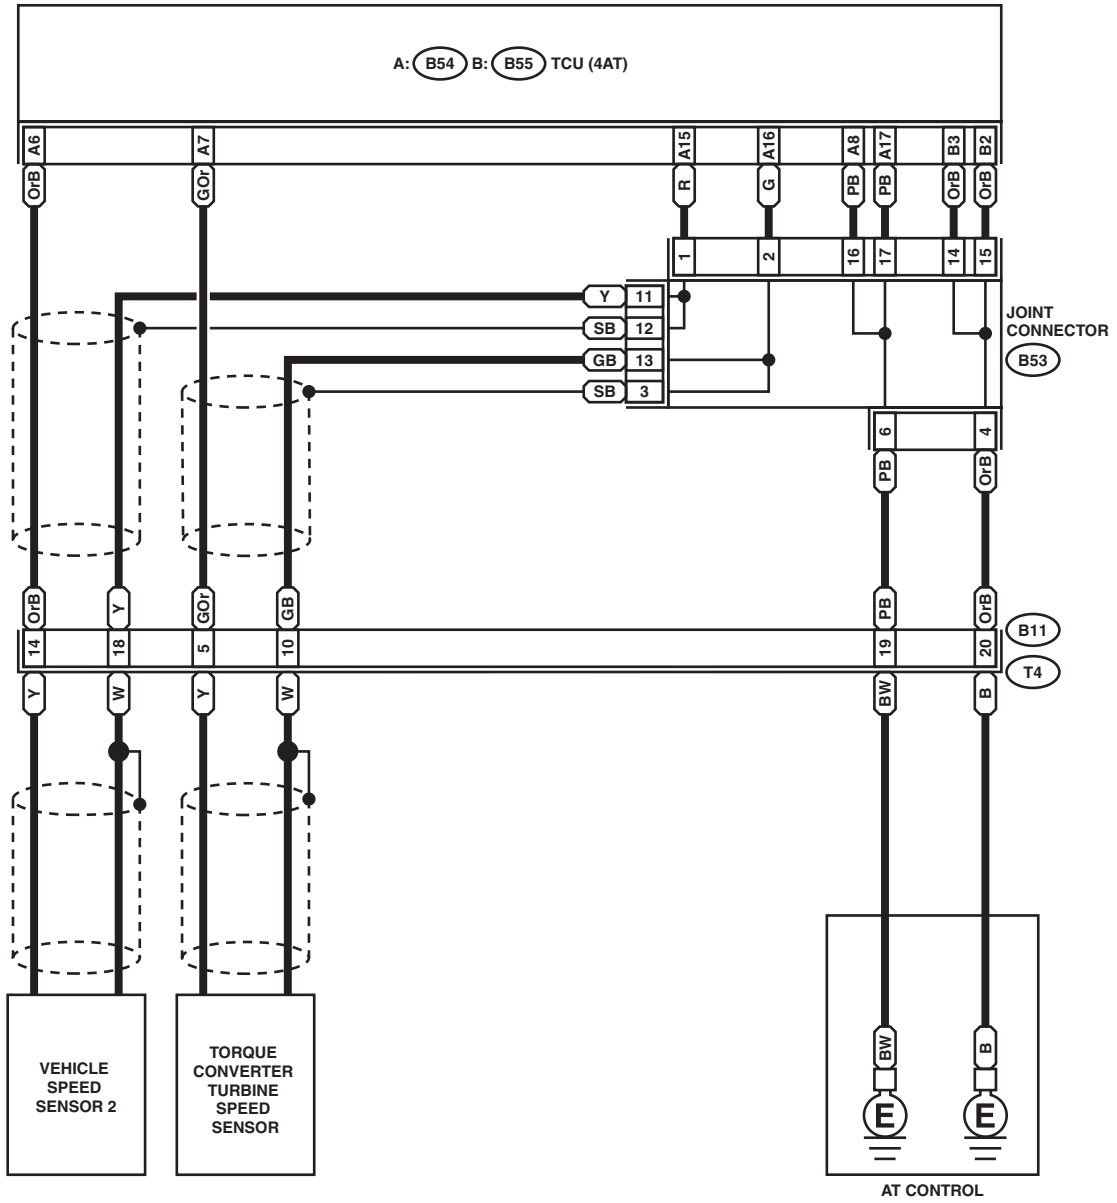 A: B54 B: B55 TCU (4AT)
A6 A7 A15 A16 A8 A17 B3 B2
OrB GOr R G PB PB OrB OrB
1 2 16 17 14 15
Y 11
SB 12
GB 13
SB 3
JOINT
CONNECTOR
B53
6 4
PB OrB
OrB Y GOr GB PB OrB
B11
14 18 5 10 19 20
T4
Y W Y W BW B
VEHICLE
SPEED
SENSOR 2
TORQUE
CONVERTER
TURBINE
SPEED
SENSOR
BW B
E E
AT CONTROL